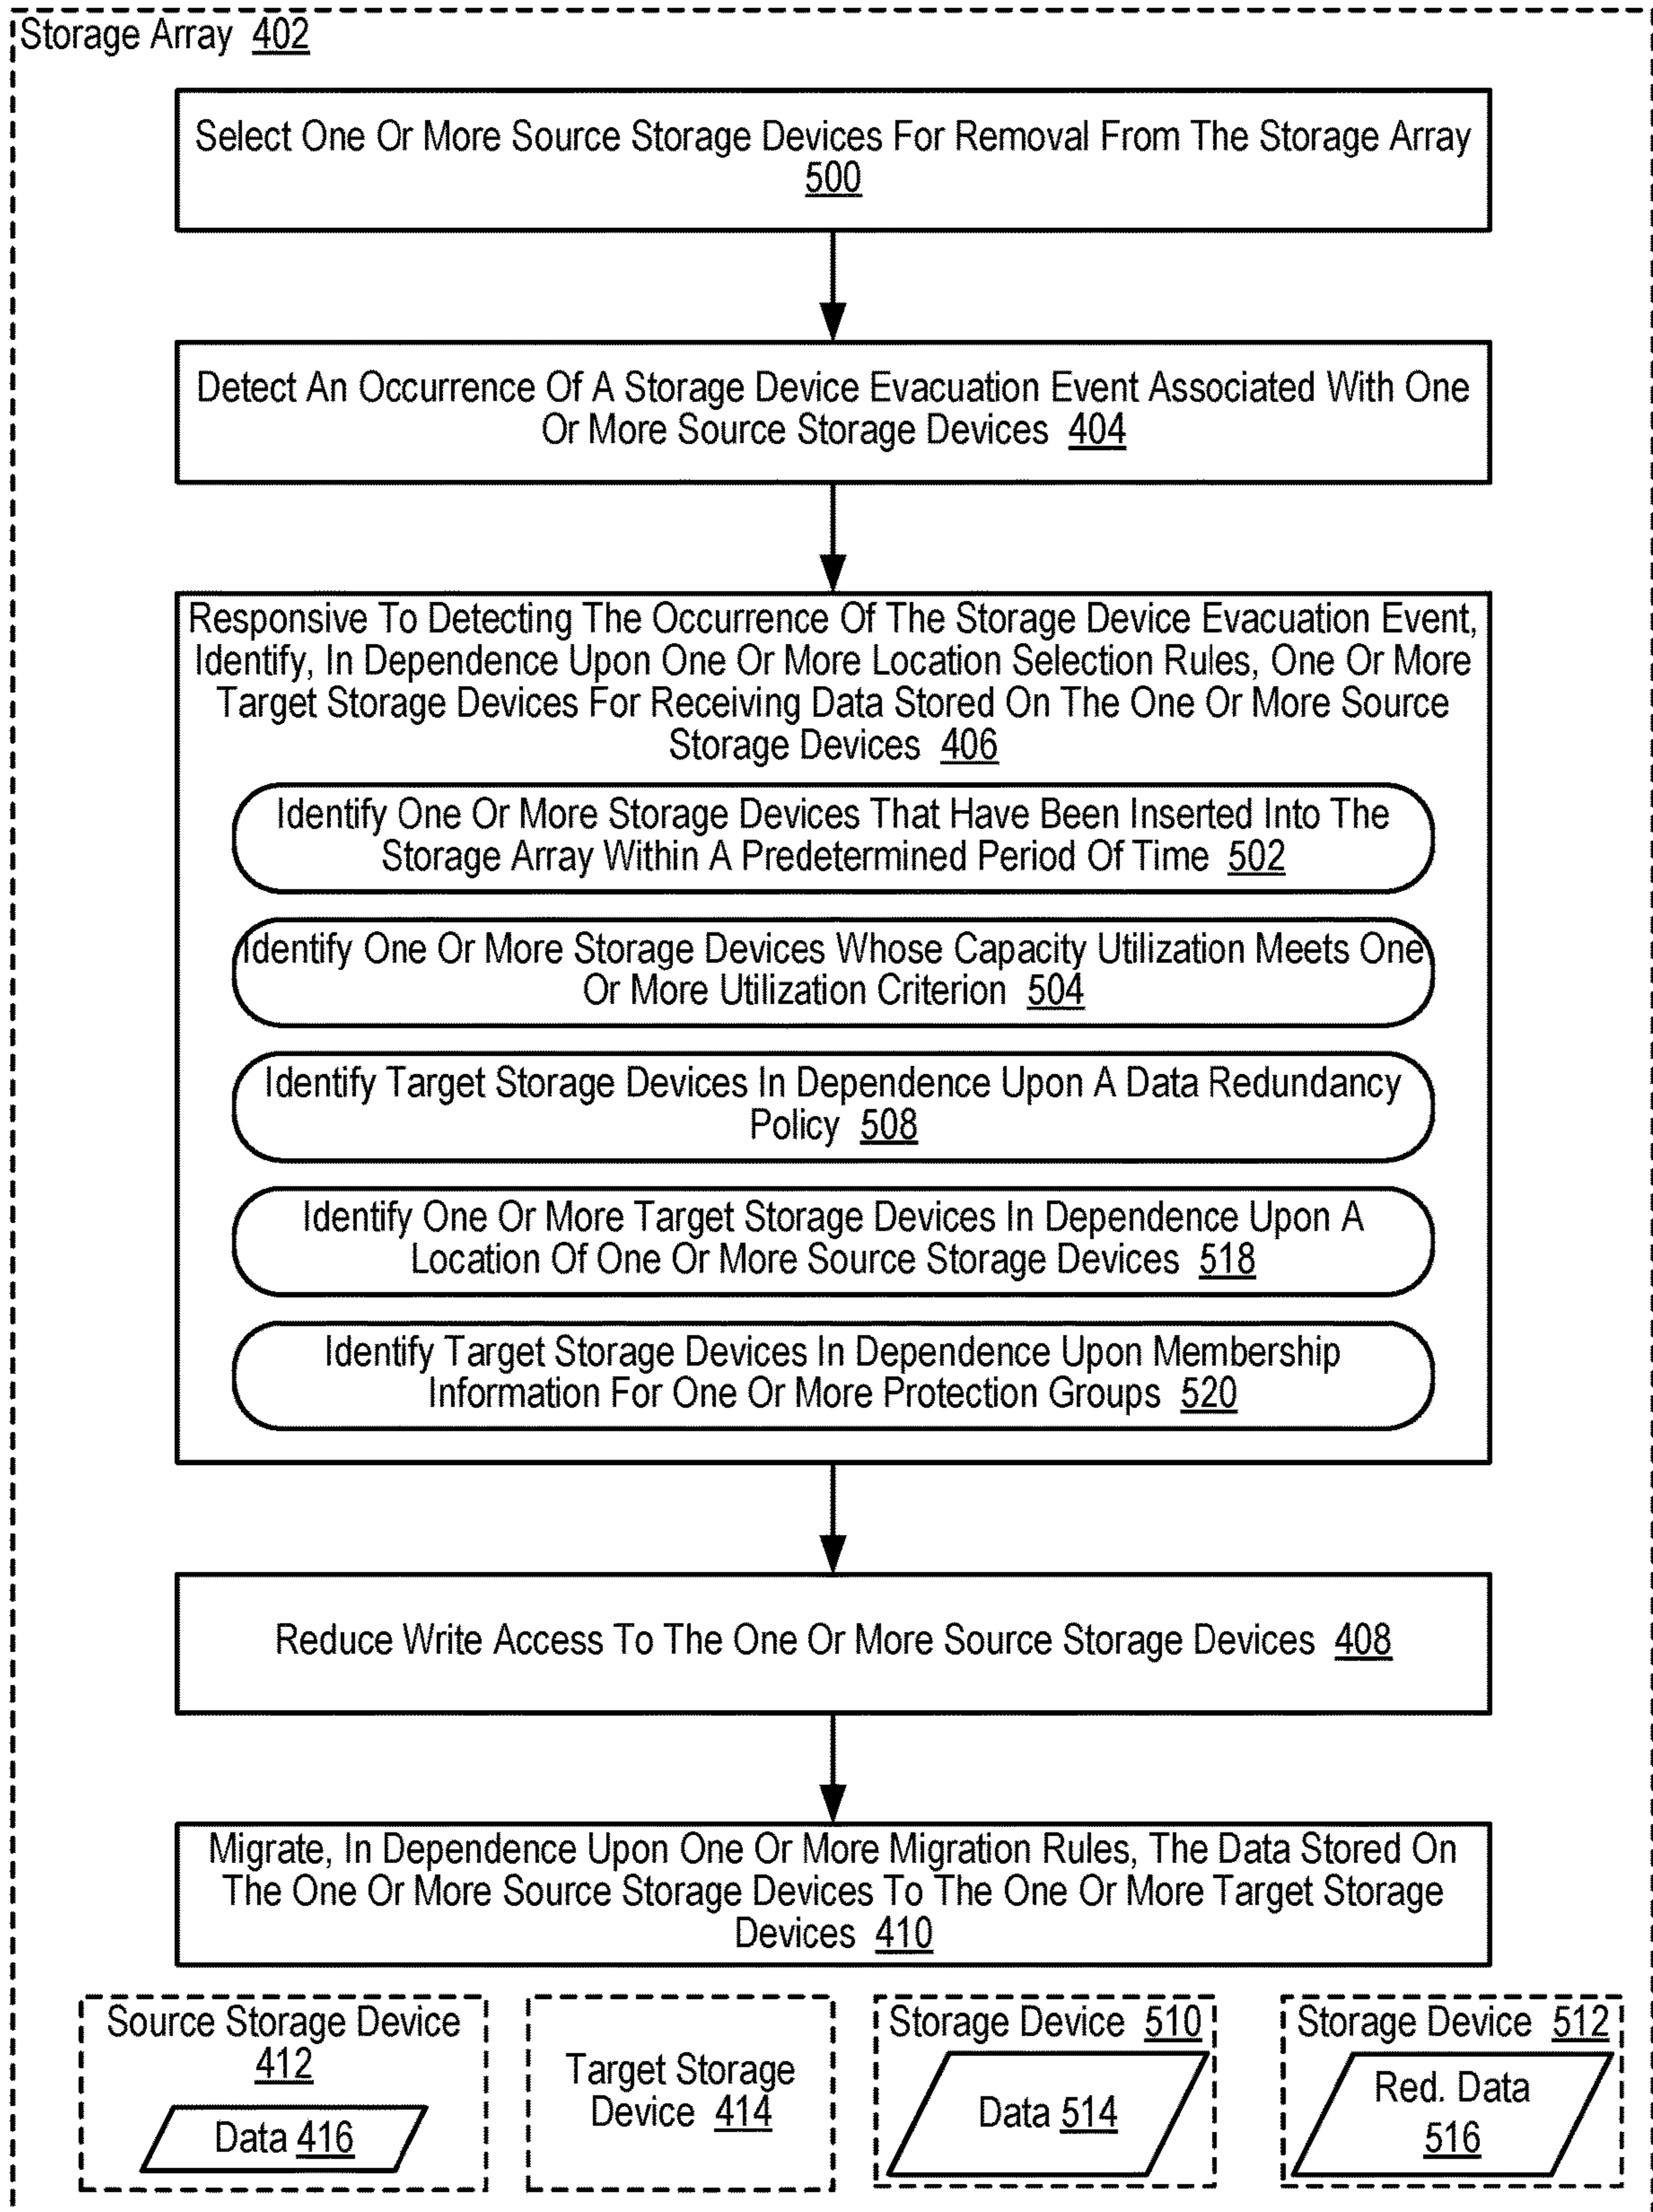 Storage Array 402
Select One Or More Source Storage Devices For Removal From The Storage Array
500
Detect An Occurrence Of A Storage Device Evacuation Event Associated With One
Or More Source Storage Devices 404
Responsive To Detecting The Occurrence Of The Storage Device Evacuation Event,
Identify, In Dependence Upon One Or More Location Selection Rules, One Or More
Target Storage Devices For Receiving Data Stored On The One Or More Source
Storage Devices 406
Identify One Or More Storage Devices That Have Been Inserted Into The
Storage Array Within A Predetermined Period Of Time 502
Identify One Or More Storage Devices Whose Capacity Utilization Meets One
Or More Utilization Criterion 504
Identify Target Storage Devices In Dependence Upon A Data Redundancy
Policy 508
Identify One Or More Target Storage Devices In Dependence Upon A
Location Of One Or More Source Storage Devices 518
Identify Target Storage Devices In Dependence Upon Membership
Information For One Or More Protection Groups 520
Reduce Write Access To The One Or More Source Storage Devices 408
Migrate, In Dependence Upon One Or More Migration Rules, The Data Stored On
The One Or More Source Storage Devices To The One Or More Target Storage
Devices 410
Source Storage Device
412
Data 416
Target Storage
Device 414
Storage Device 510
Data 514
Storage Device 512
Red. Data
516